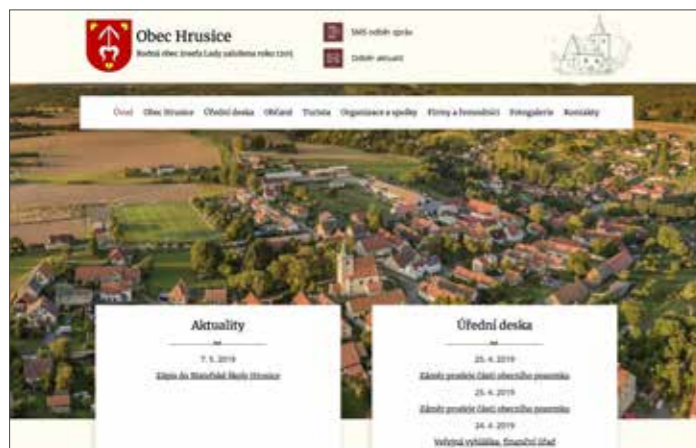 Obec Hrusice
Rodná obec Josefa Lady založena roku 1205
SMS odběr zpráv
Odběr aktualit
Úvod Obec Hrusice Úřední deska Občané Turista Organizace a spolky Firmy a řemeslníci Fotogalerie Kontakty
Aktuality
7. 5. 2019
Zápis do Mateřské školy Hrusice
Úřední deska
25. 4. 2019
Záměr prodeje části obecního pozemku
25. 4. 2019
Záměr prodeje části obecního pozemku
24. 4. 2019
Veřejná vyhláška, finanční úřad